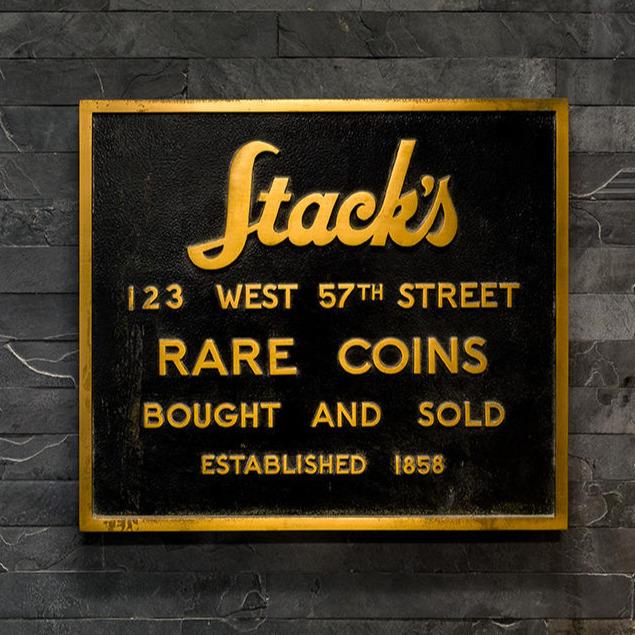 Stack's
123 WEST 57TH STREET
RARE COINS
BOUGHT AND SOLD
ESTABLISHED 1858